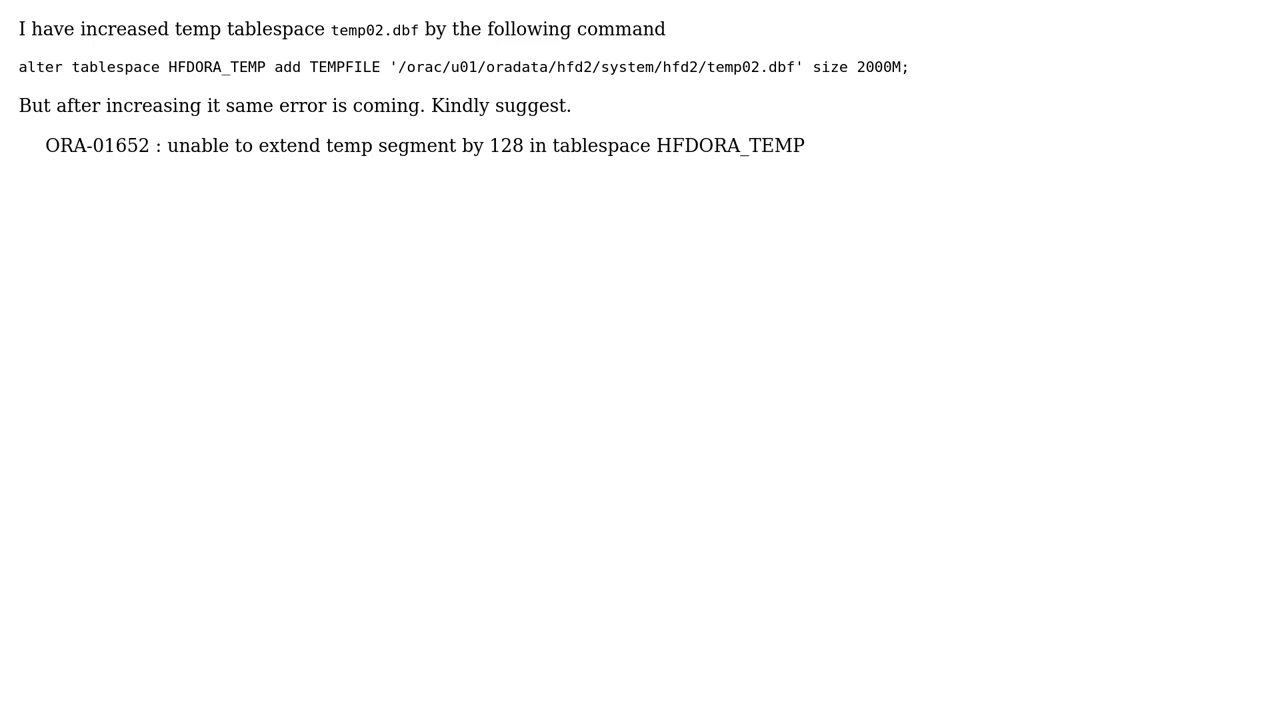 I have increased temp tablespace temp02.dbf by the following command
alter tablespace HFDORA_TEMP add TEMPFILE '/orac/u01/oradata/hfd2/system/hfd2/temp02.dbf' size 2000M;
But after increasing it same error is coming. Kindly suggest.
ORA-01652 : unable to extend temp segment by 128 in tablespace HFDORA_TEMP